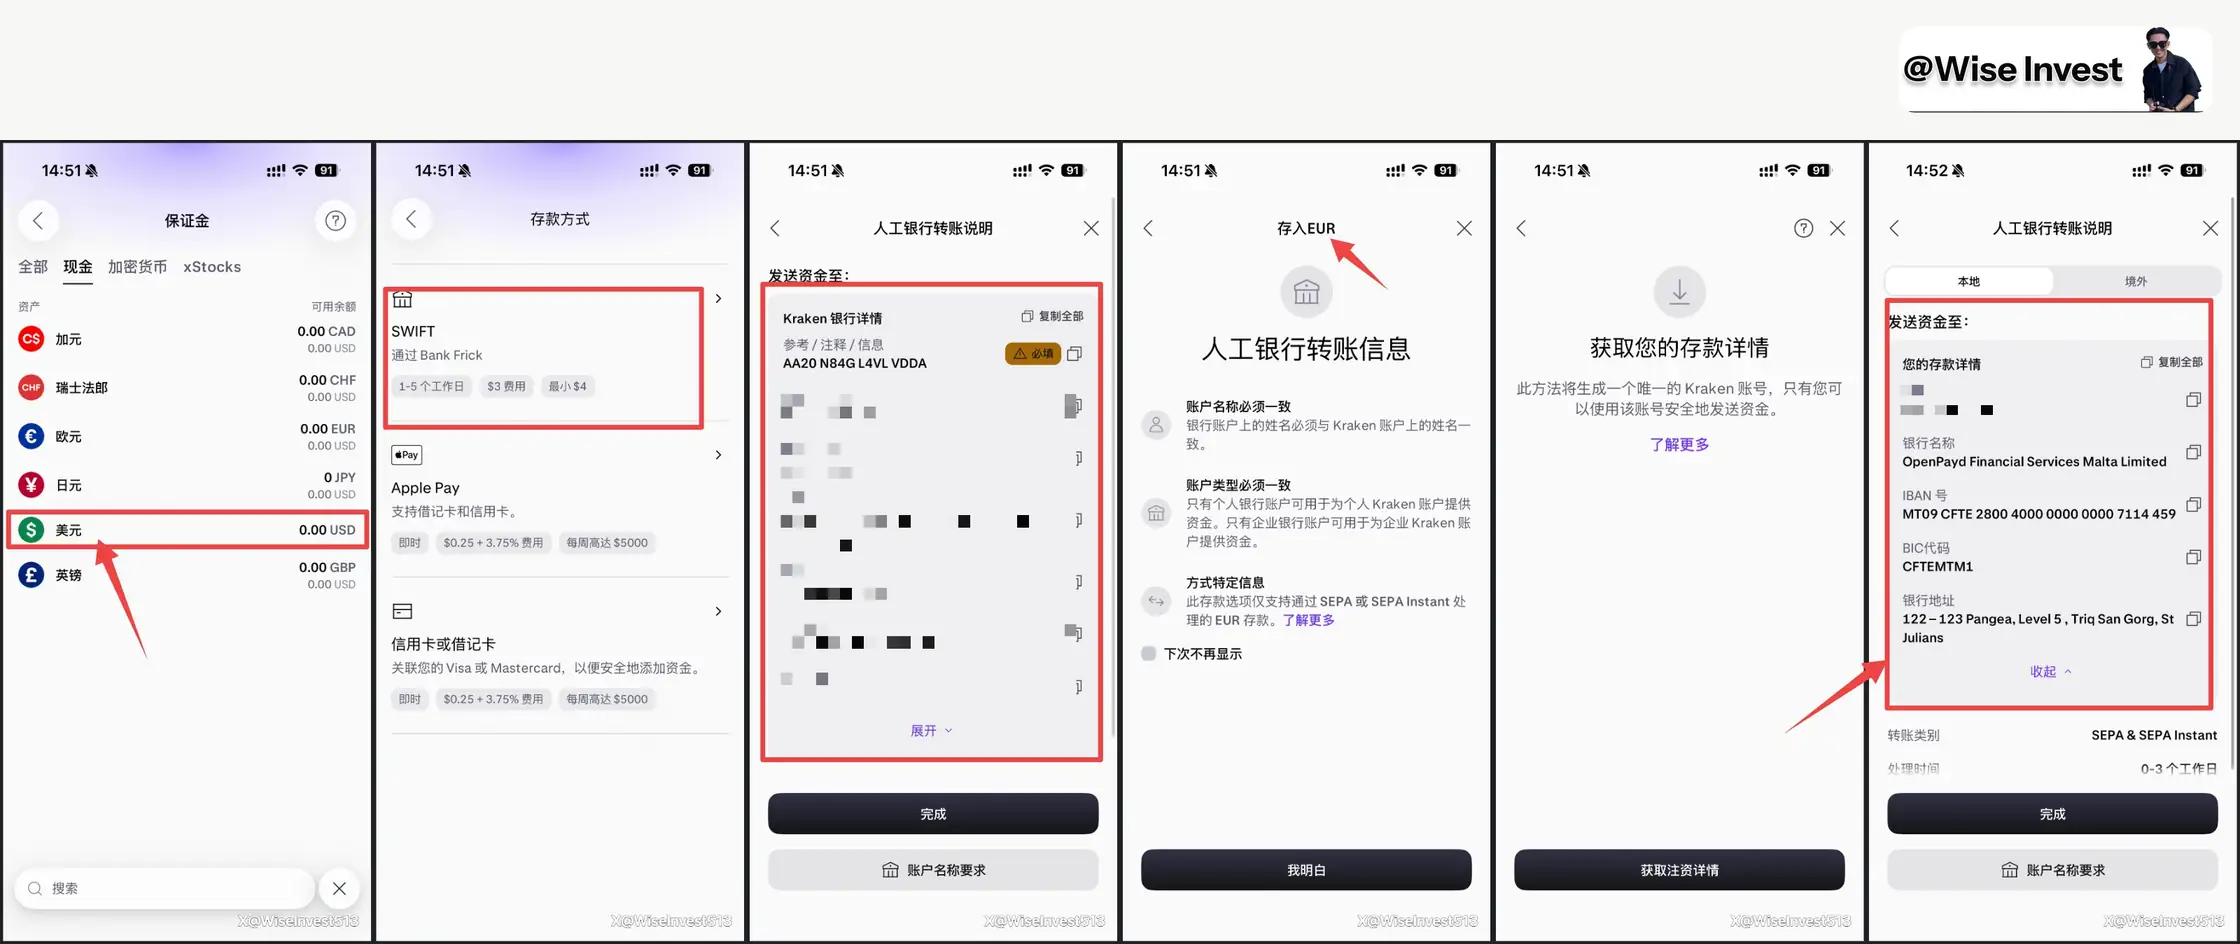 @Wise Invest
14:51
91
保证金
全部 现金 加密货币 xStocks
资产 可用余额
C$ 加元 0.00 CAD
0.00 USD
CHF 瑞士法郎 0.00 CHF
0.00 USD
€ 欧元 0.00 EUR
0.00 USD
¥ 日元 0 JPY
0.00 USD
$ 美元 0.00 USD
£ 英镑 0.00 GBP
0.00 USD
搜索
X@WiseInvest513
14:51
91
存款方式
SWIFT
通过 Bank Frick
1-5 个工作日 $3 费用 最小 $4
Pay
Apple Pay
支持借记卡和信用卡。
即时 $0.25 + 3.75% 费用 每周高达 $5000
信用卡或借记卡
关联您的 Visa 或 Mastercard，以便安全地添加资金。
即时 $0.25 + 3.75% 费用 每周高达 $5000
X@WiseInvest513
14:51
91
人工银行转账说明
发送资金至：
Kraken 银行详情 复制全部
参考 / 注释 / 信息
AA20 N84G L4VL VDDA 必填
展开
完成
账户名称要求
X@WiseInvest513
14:51
91
存入EUR
人工银行转账信息
账户名称必须一致
银行账户上的姓名必须与 Kraken 账户上的姓名一
致。
账户类型必须一致
只有个人银行账户可用于为个人 Kraken 账户提供
资金。只有企业银行账户可用于为企业 Kraken 账
户提供资金。
方式特定信息
此存款选项仅支持通过 SEPA 或 SEPA Instant 处
理的 EUR 存款。了解更多
下次不再显示
我明白
X@WiseInvest513
14:51
91
获取您的存款详情
此方法将生成一个唯一的 Kraken 账号，只有您可
以使用该账号安全地发送资金。
了解更多
获取注资详情
X@WiseInvest513
14:52
91
人工银行转账说明
本地 境外
发送资金至：
您的存款详情 复制全部
银行名称
OpenPayd Financial Services Malta Limited
IBAN 号
MT09 CFTE 2800 4000 0000 0000 7114 459
BIC代码
CFTEMTM1
银行地址
122 – 123 Pangea, Level 5 , Triq San Gorg, St
Julians
收起
转账类别 SEPA & SEPA Instant
处理时间 0-3 个工作日
完成
账户名称要求
X@WiseInvest513